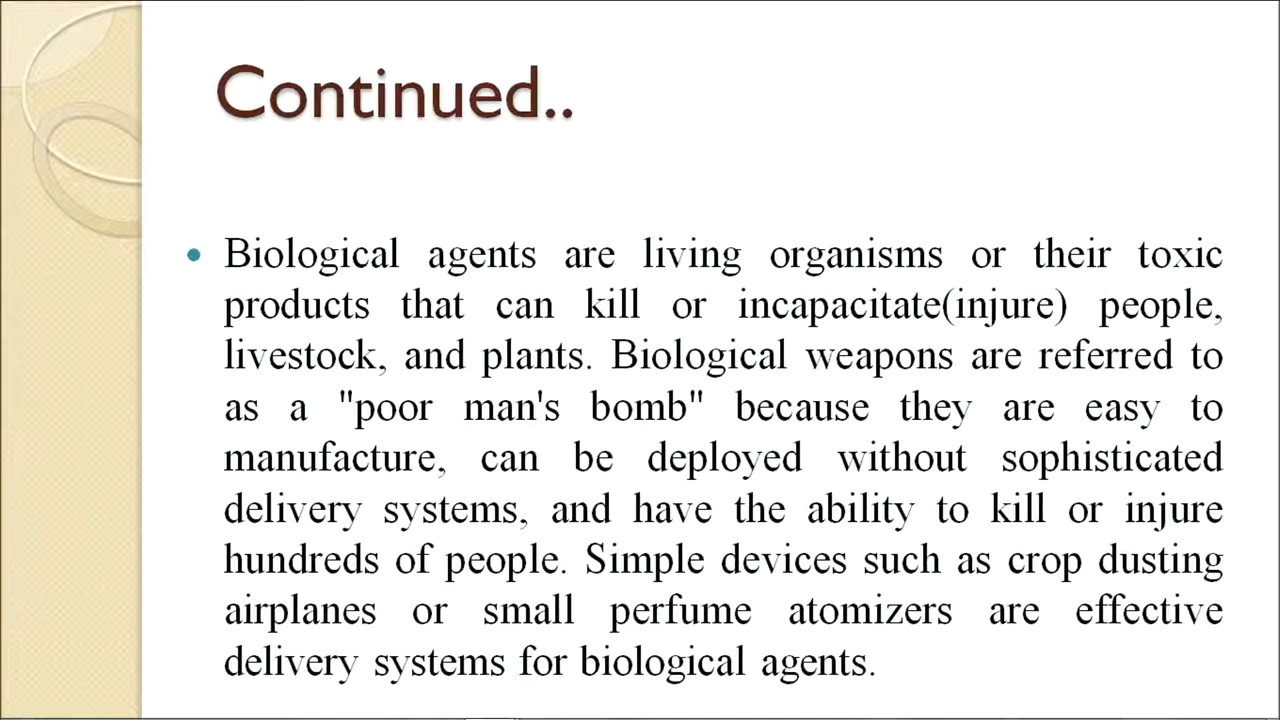 Continued..
• Biological agents are living organisms or their toxic
products that can kill or incapacitate(injure) people,
livestock, and plants. Biological weapons are referred to
as a "poor man's bomb" because they are easy to
manufacture, can be deployed without sophisticated
delivery systems, and have the ability to kill or injure
hundreds of people. Simple devices such as crop dusting
airplanes or small perfume atomizers are effective
delivery systems for biological agents.